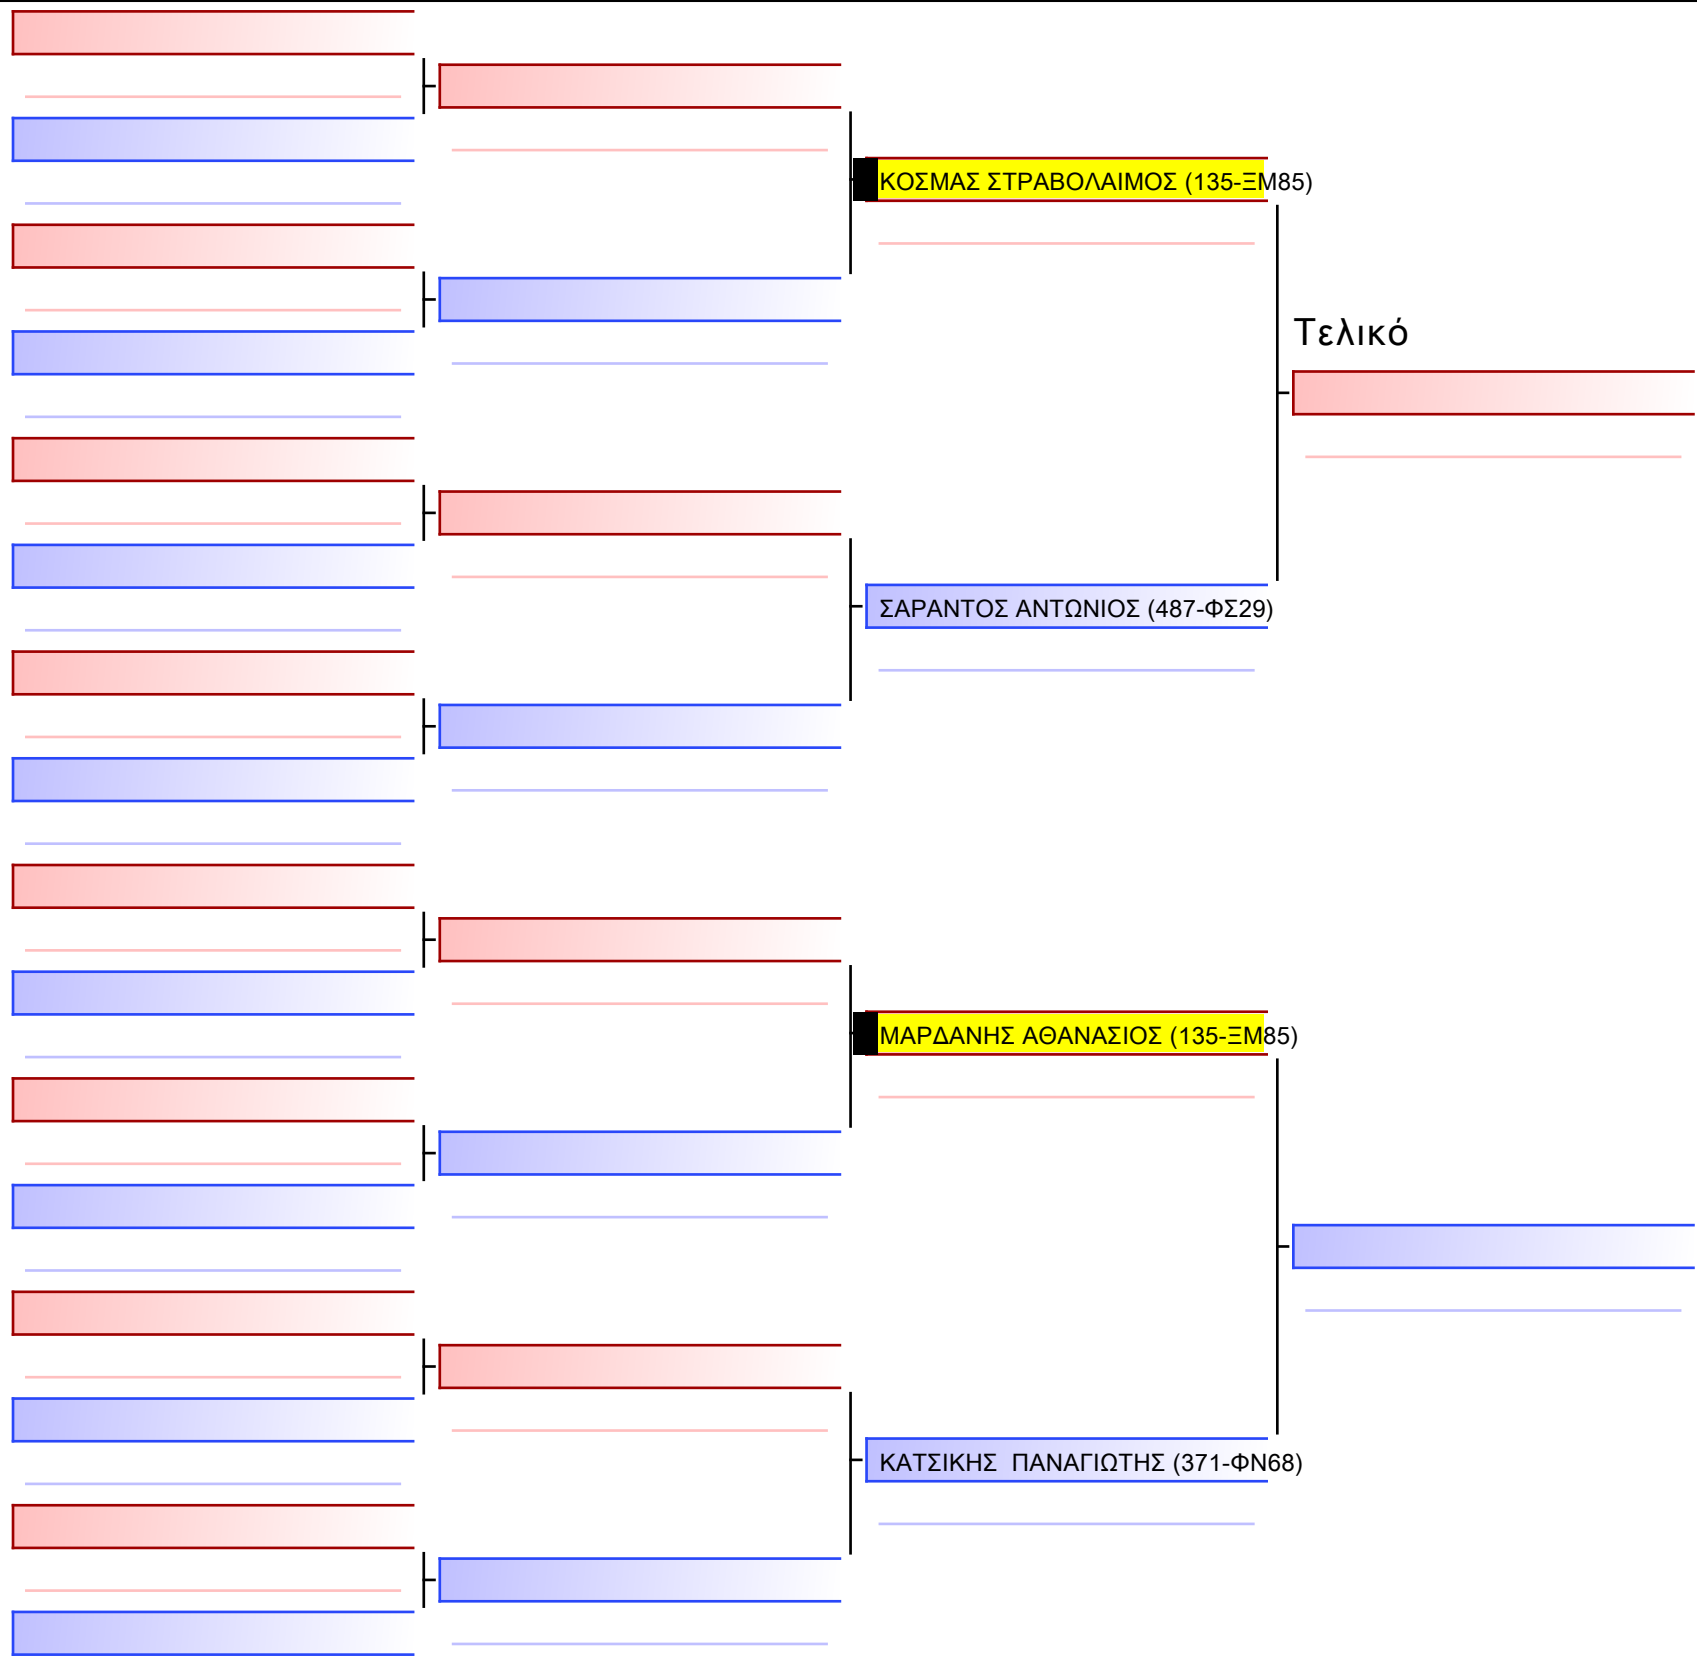 ΚΟΣΜΑΣ ΣΤΡΑΒΟΛΑΙΜΟΣ (135-ΞΜ85)
Τελικό
ΣΑΡΑΝΤΟΣ ΑΝΤΩΝΙΟΣ (487-ΦΣ29)
ΜΑΡΔΑΝΗΣ ΑΘΑΝΑΣΙΟΣ (135-ΞΜ85)
ΚΑΤΣΙΚΗΣ  ΠΑΝΑΓΙΩΤΗΣ (371-ΦΝ68)